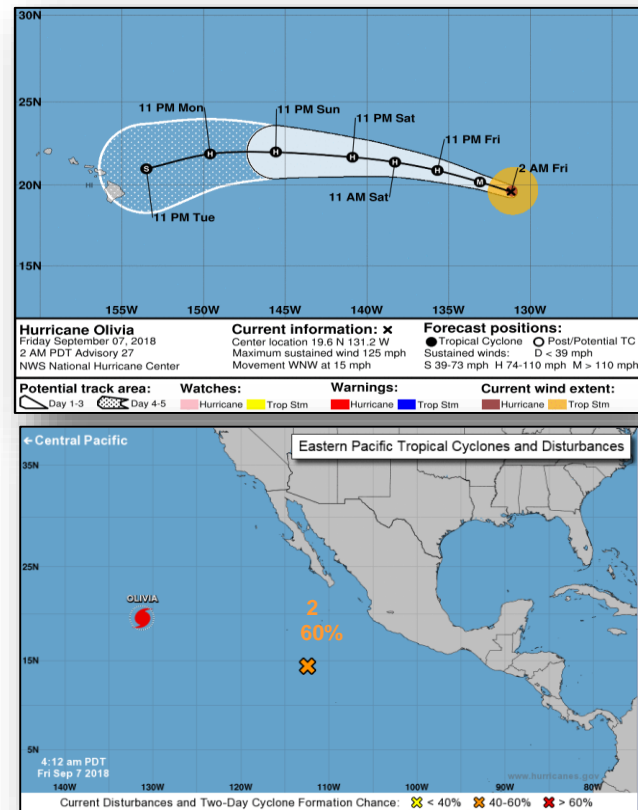 30N
25N
20N
15N
11 PM Mon
11 PM Sun
11 PM Sat
11 PM Fri
2 AM Fri
11 AM Sat
11 PM Tue
HI
S
H
H
H
H
H
M
155W 150W 145W 140W 135W 130W
Hurricane Olivia
Friday September 07, 2018
2 AM PDT Advisory 27
NWS National Hurricane Center
Current information: ×
Center location 19.6 N 131.2 W
Maximum sustained wind 125 mph
Movement WNW at 15 mph
Forecast positions:
● Tropical Cyclone ○ Post/Potential TC
Sustained winds: D < 39 mph
S 39-73 mph H 74-110 mph M > 110 mph
Potential track area:
Day 1-3 Day 4-5
Watches:
Hurricane Trop Stm
Warnings:
Hurricane Trop Stm
Current wind extent:
Hurricane Trop Stm
← Central Pacific
Eastern Pacific Tropical Cyclones and Disturbances
35N
25N
15N
5N
OLIVIA
2
60%
4:12 am PDT
Fri Sep 7 2018
www.hurricanes.gov
140W 130W 120W 110W 100W 90W 80W
Current Disturbances and Two-Day Cyclone Formation Chance: < 40% 40-60% > 60%